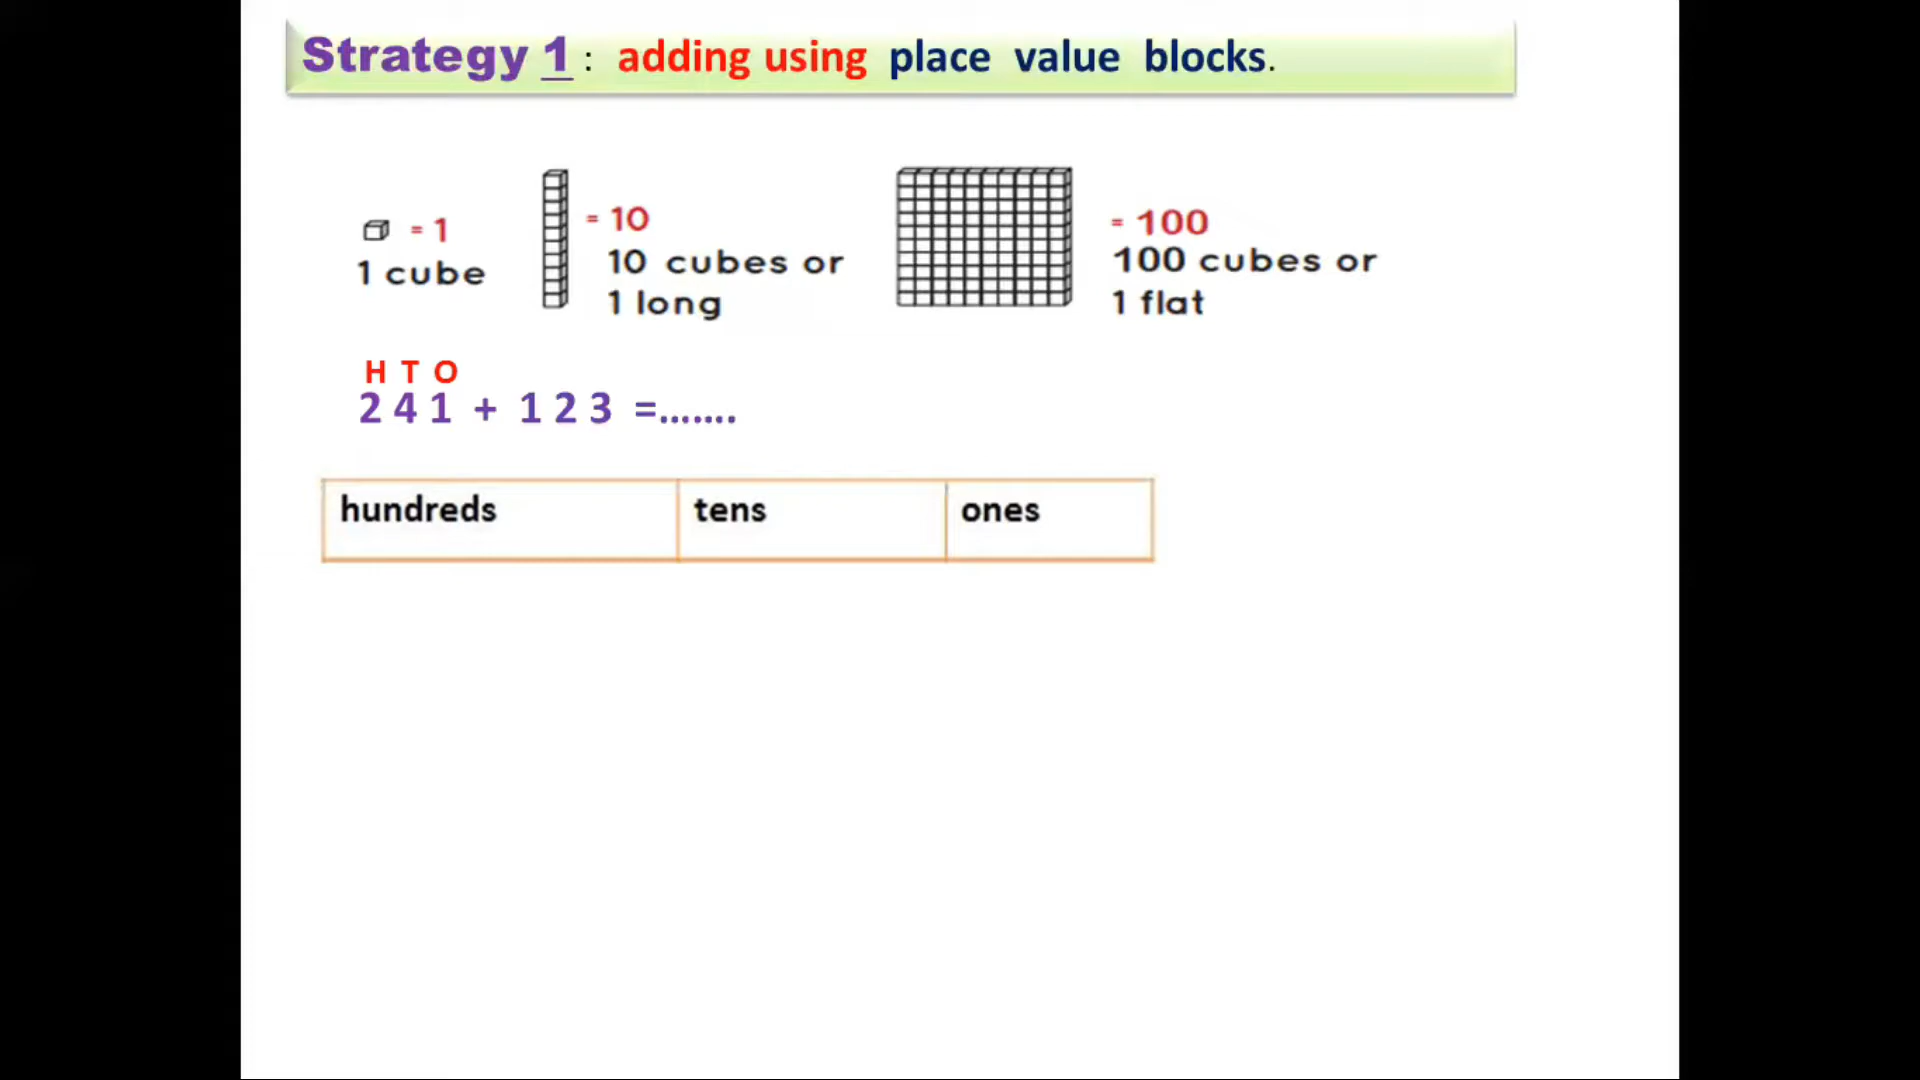 Strategy 1 : adding using place value blocks.
= 1
1 cube
= 10
10 cubes or
1 long
= 100
100 cubes or
1 flat
H T O
2 4 1 + 1 2 3 =.......
hundreds tens ones